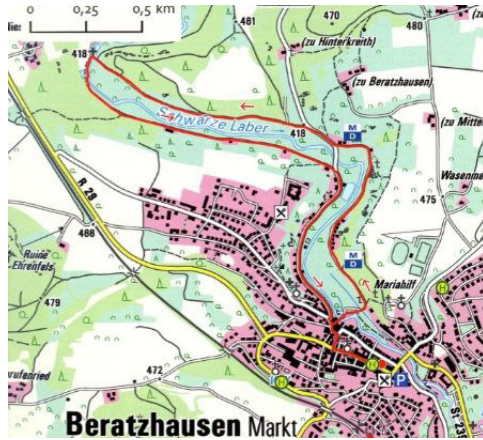 0 0,25 0,5 km
461
470
480
(zu Hinterkreith)
418
(zu Beratzhausen)
Schwarze Laber
418
M
D
(zu Mitte
R 28
Wasenme
475
466
Ruine
Ehrenfels
M
D
Mariahilf
479
H
472
H
H
P
Beratzhausen Markt